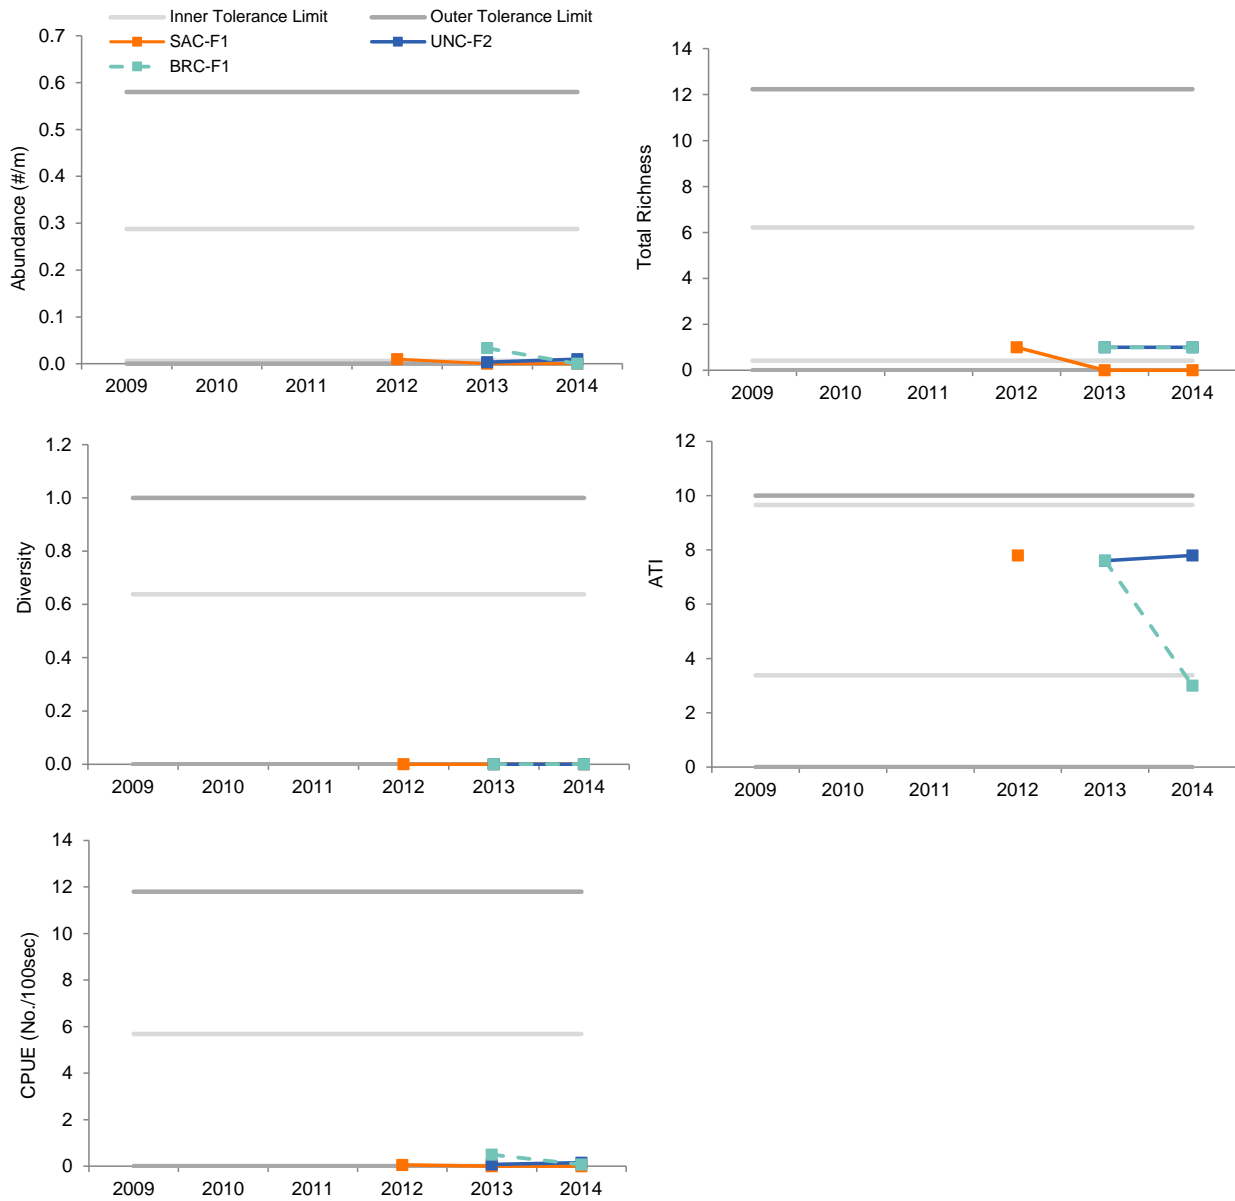 Inner Tolerance Limit
Outer Tolerance Limit
SAC-F1
UNC-F2
BRC-F1
Abundance (#/m)
0.7
0.6
0.5
0.4
0.3
0.2
0.1
0.0
2009 2010 2011 2012 2013 2014
Total Richness
14
12
10
8
6
4
2
0
2009 2010 2011 2012 2013 2014
Diversity
1.2
1.0
0.8
0.6
0.4
0.2
0.0
2009 2010 2011 2012 2013 2014
ATI
12
10
8
6
4
2
0
2009 2010 2011 2012 2013 2014
CPUE (No./100sec)
14
12
10
8
6
4
2
0
2009 2010 2011 2012 2013 2014